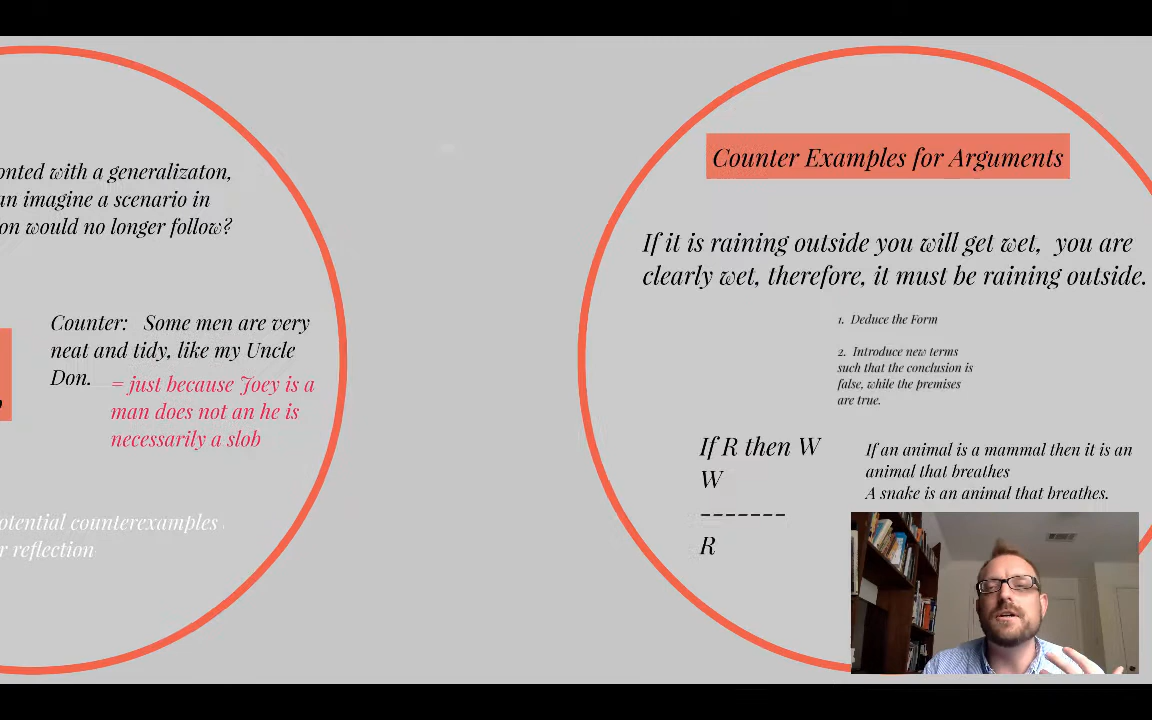 onted with a generalizaton,
an imagine a scenario in
on would no longer follow?
Counter: Some men are very
neat and tidy, like my Uncle
Don.
= just because Joey is a
man does not an he is
necessarily a slob
otential counterexamples
r reflection
Counter Examples for Arguments
If it is raining outside you will get wet, you are
clearly wet, therefore, it must be raining outside.
1. Deduce the Form
2. Introduce new terms
such that the conclusion is
false, while the premises
are true.
If R then W
W
-------
R
If an animal is a mammal then it is an
animal that breathes
A snake is an animal that breathes.